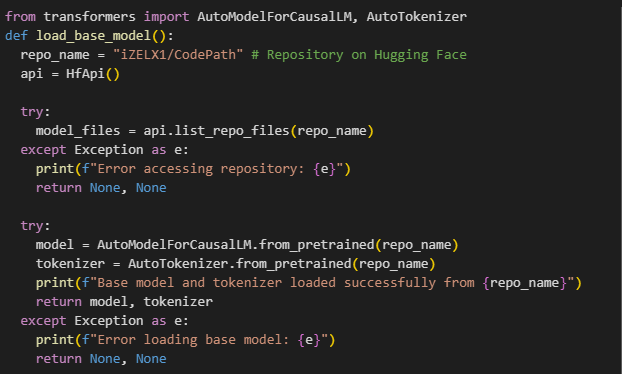 from transformers import AutoModelForCausalLM, AutoTokenizer
def load_base_model():
  repo_name = "iZELX1/CodePath" # Repository on Hugging Face
  api = HfApi()

  try:
    model_files = api.list_repo_files(repo_name)
  except Exception as e:
    print(f"Error accessing repository: {e}")
    return None, None

  try:
    model = AutoModelForCausalLM.from_pretrained(repo_name)
    tokenizer = AutoTokenizer.from_pretrained(repo_name)
    print(f"Base model and tokenizer loaded successfully from {repo_name}")
    return model, tokenizer
  except Exception as e:
    print(f"Error loading base model: {e}")
    return None, None